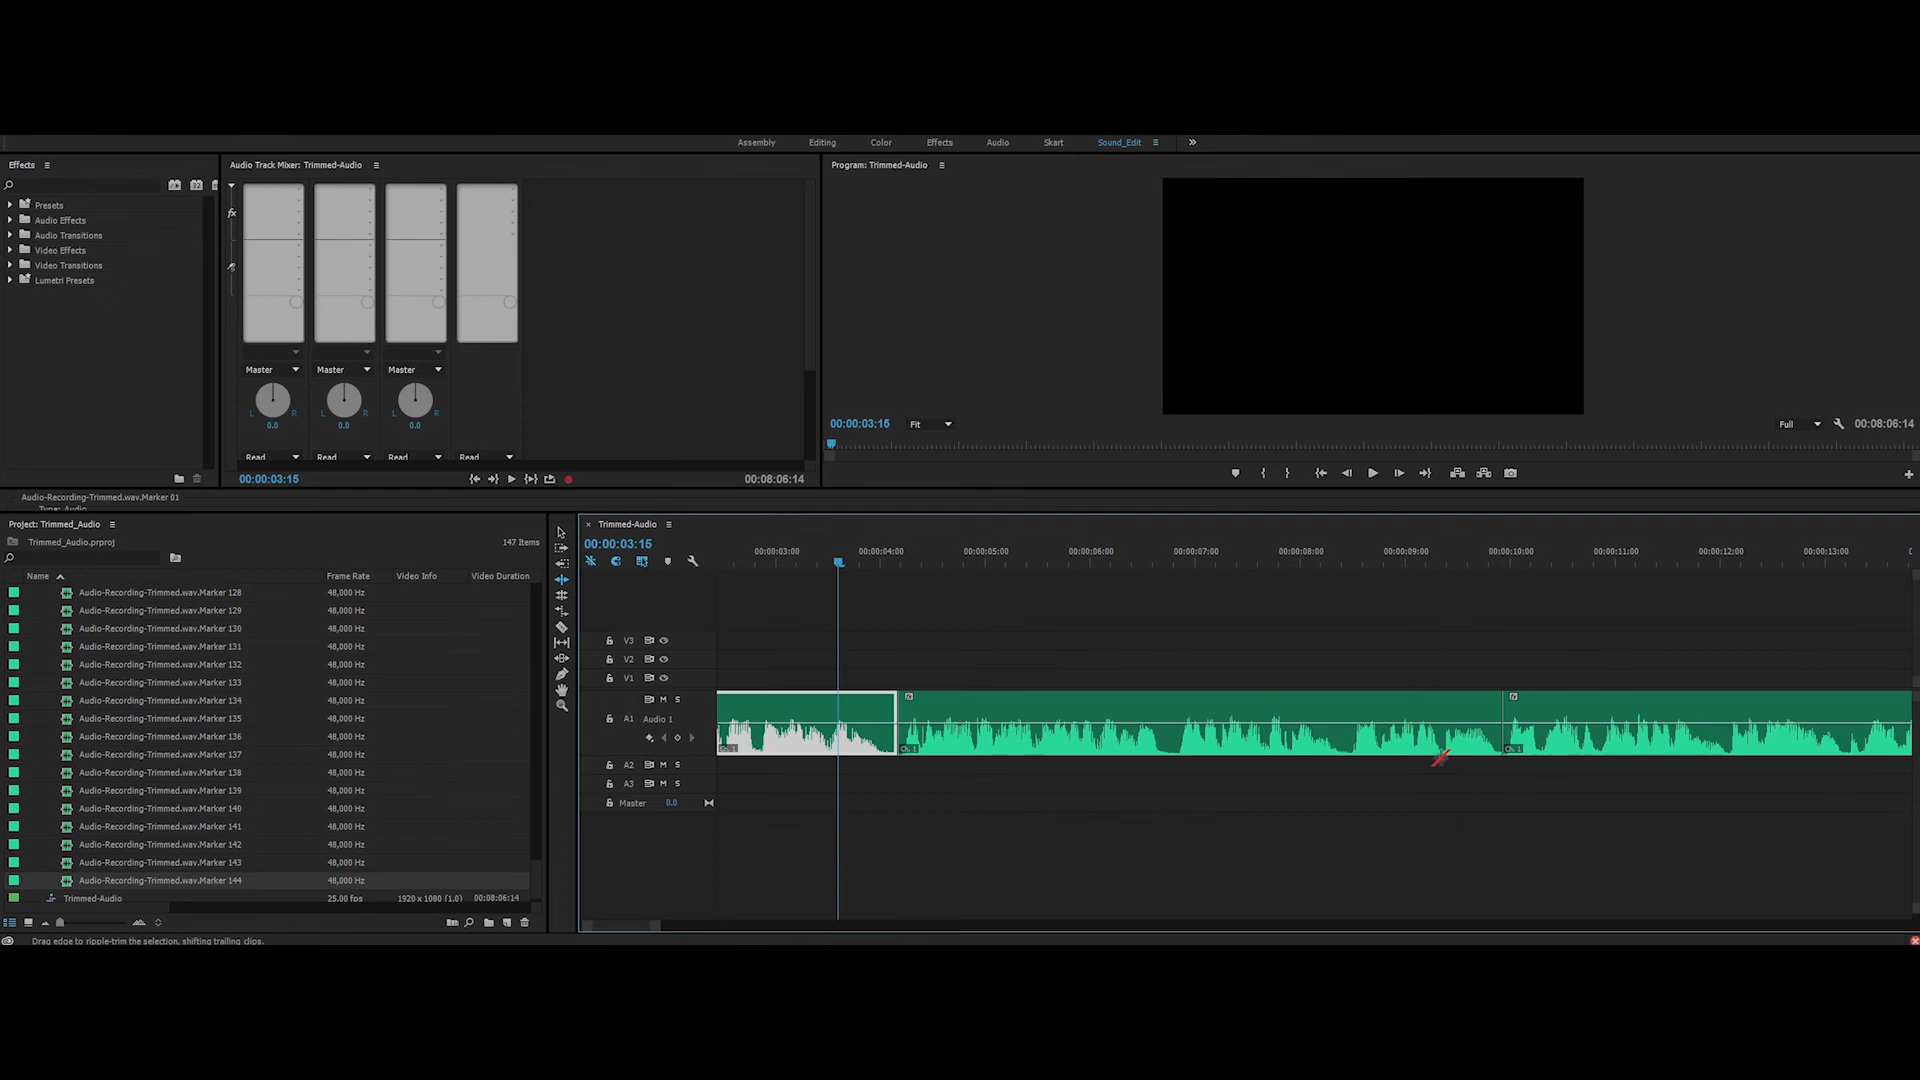 Assembly Editing Color Effects Audio Skart Sound_Edit
Effects
Audio Track Mixer: Trimmed-Audio
Program: Trimmed-Audio
Presets
Audio Effects
Audio Transitions
Video Effects
Video Transitions
Lumetri Presets
fx
Master Master Master
L R L R L R
0.0 0.0 0.0
Read Read Read Read
00:00:03:15 00:08:06:14
00:00:03:15 Fit Full 00:08:06:14
Audio-Recording-Trimmed.wav.Marker 01
Type: Audio
Project: Trimmed_Audio
Trimmed_Audio.prproj
147 Items
Name Frame Rate Video Info Video Duration
Audio-Recording-Trimmed.wav.Marker 128 48,000 Hz
Audio-Recording-Trimmed.wav.Marker 129 48,000 Hz
Audio-Recording-Trimmed.wav.Marker 130 48,000 Hz
Audio-Recording-Trimmed.wav.Marker 131 48,000 Hz
Audio-Recording-Trimmed.wav.Marker 132 48,000 Hz
Audio-Recording-Trimmed.wav.Marker 133 48,000 Hz
Audio-Recording-Trimmed.wav.Marker 134 48,000 Hz
Audio-Recording-Trimmed.wav.Marker 135 48,000 Hz
Audio-Recording-Trimmed.wav.Marker 136 48,000 Hz
Audio-Recording-Trimmed.wav.Marker 137 48,000 Hz
Audio-Recording-Trimmed.wav.Marker 138 48,000 Hz
Audio-Recording-Trimmed.wav.Marker 139 48,000 Hz
Audio-Recording-Trimmed.wav.Marker 140 48,000 Hz
Audio-Recording-Trimmed.wav.Marker 141 48,000 Hz
Audio-Recording-Trimmed.wav.Marker 142 48,000 Hz
Audio-Recording-Trimmed.wav.Marker 143 48,000 Hz
Audio-Recording-Trimmed.wav.Marker 144 48,000 Hz
Trimmed-Audio 25.00 fps 1920 x 1080 (1.0) 00:08:06:14
Trimmed-Audio
00:00:03:15
00:00:03:00 00:00:04:00 00:00:05:00 00:00:06:00 00:00:07:00 00:00:08:00 00:00:09:00 00:00:10:00 00:00:11:00 00:00:12:00 00:00:13:00
V3
V2
V1
M S
A1 Audio 1
Ch. 1 Ch. 1 Ch. 1
A2 M S
A3 M S
Master 0.0
Drag edge to ripple-trim the selection, shifting trailing clips.